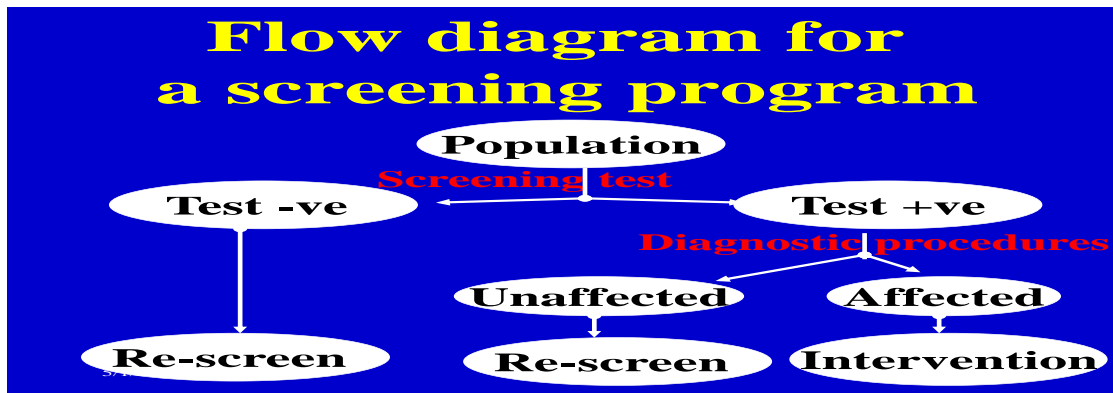 Flow diagram for
a screening program
Population
Screening test
Test -ve
Test +ve
Diagnostic procedures
Unaffected
Affected
Re-screen
Re-screen
Intervention